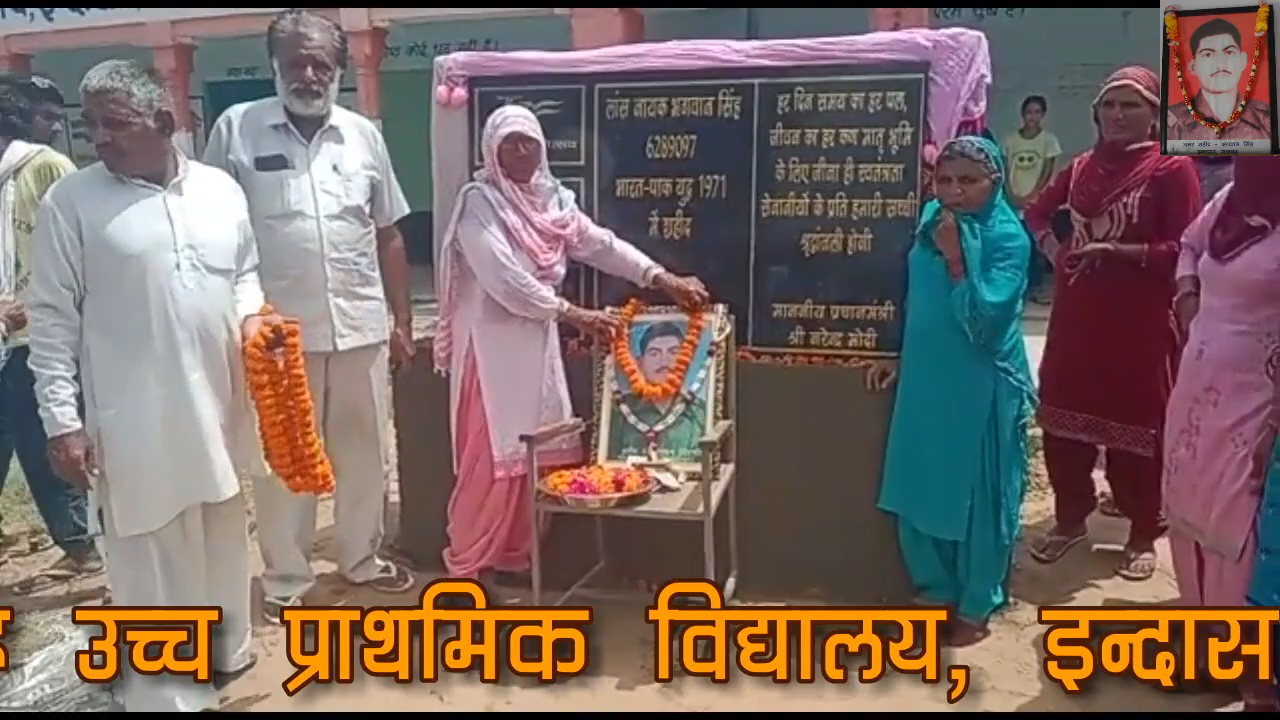 लांस नायक भगवान सिंह
6289097
भारत-पाक युद्व 1971
में शहीद
हर दिन समय का हर पल,
जीवन का हर कण मातृ भूमि
के लिए जीना ही स्वतंत्रता
सेनानीयों के प्रति हमारी सच्ची
श्रृद्वांजली होगी
माननीय प्रधानमंत्री
श्री नरेन्द्र मोदी
उच्च प्राथमिक विद्यालय, इन्दास